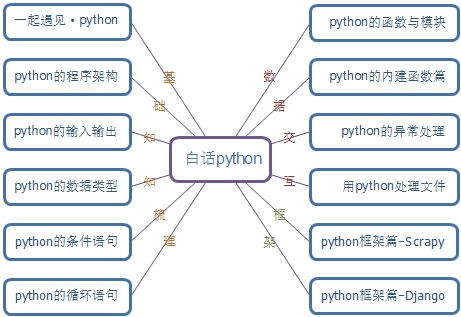 一起遇见·python
python的程序架构
python的输入输出
python的数据类型
python的条件语句
python的循环语句
基
础
知
知
梳
理
白话python
数
据
交
互
框
架
python的函数与模块
python的内建函数篇
python的异常处理
用python处理文件
python框架篇-Scrapy
python框架篇-Django